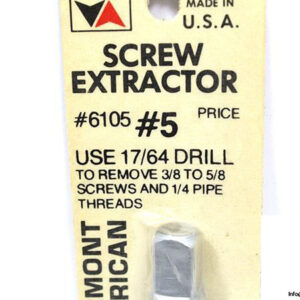 MADE IN
U.S.A.
SCREW
EXTRACTOR
#6105 #5 PRICE
USE 17/64 DRILL
TO REMOVE 3/8 TO 5/8
SCREWS AND 1/4 PIPE
THREADS
MONT
RICAN